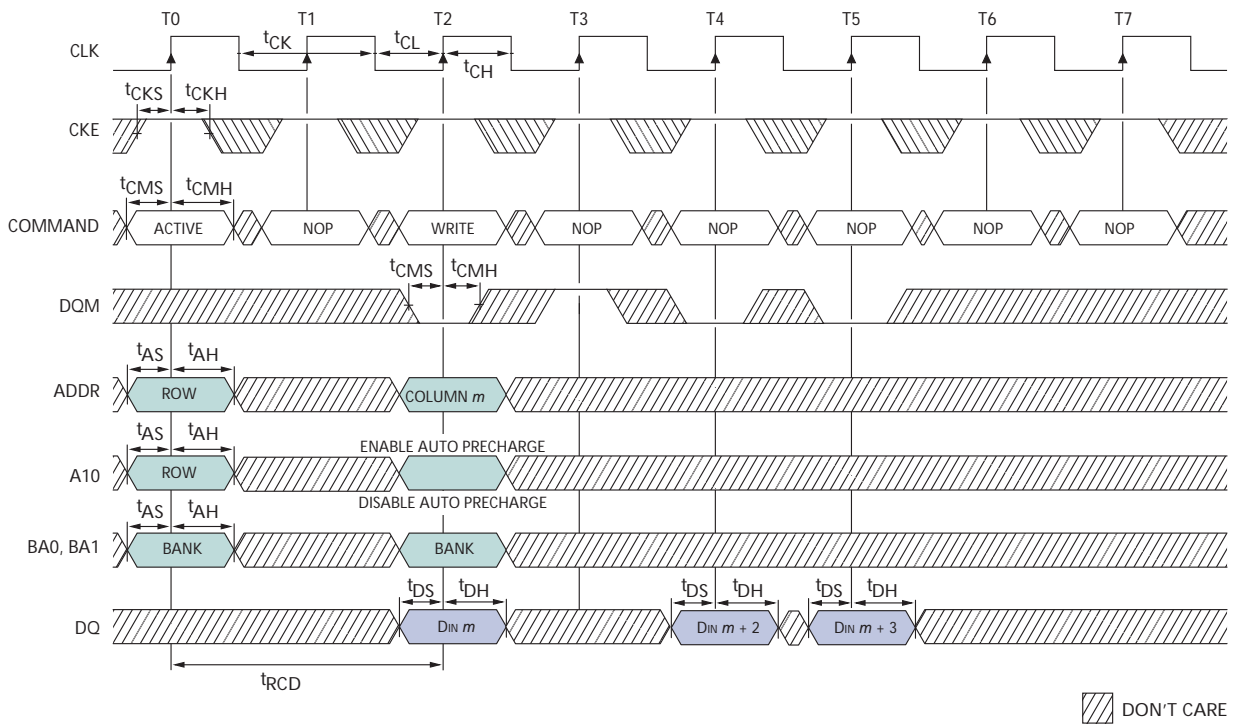 T0 T1 T2 T3 T4 T5 T6 T7
CLK tCK tCL tCH
tCKS tCKH
CKE
tCMS tCMH
COMMAND ACTIVE NOP WRITE NOP NOP NOP NOP NOP
tCMS tCMH
DQM
tAS tAH
ADDR ROW COLUMN m
tAS tAH ENABLE AUTO PRECHARGE
A10 ROW
DISABLE AUTO PRECHARGE
tAS tAH
BA0, BA1 BANK BANK
tDS tDH tDS tDH tDS tDH
DQ DIN m DIN m + 2 DIN m + 3
tRCD
DON'T CARE